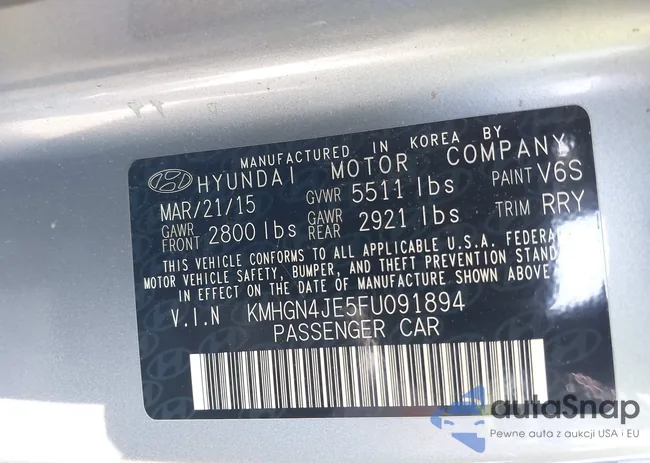 MANUFACTURED IN KOREA BY
HYUNDAI MOTOR COMPANY
MAR/21/15 GVWR 5511 lbs PAINT V6S
GAWR FRONT 2800 lbs GAWR REAR 2921 lbs TRIM RRY
THIS VEHICLE CONFORMS TO ALL APPLICABLE U.S.A. FEDERAL
MOTOR VEHICLE SAFETY, BUMPER, AND THEFT PREVENTION STAND
IN EFFECT ON THE DATE OF MANUFACTURE SHOWN ABOVE
V.I.N KMHGN4JE5FU091894
PASSENGER CAR
autoSnap
Pewne auta z aukcji USA i EU